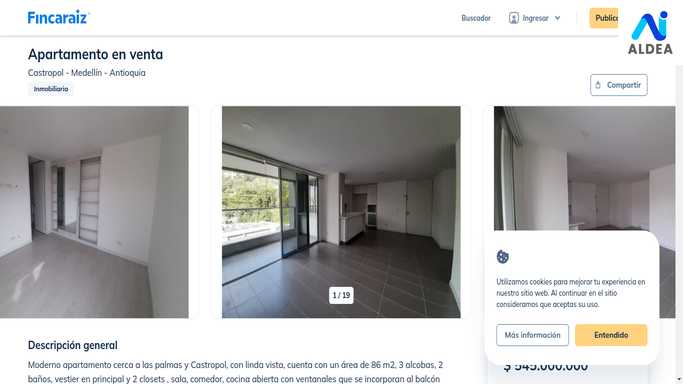 Fincaraiz
Buscador
Ingresar
Public
ALDEA
Apartamento en venta
Castropol - Medellín - Antioquia
Inmobiliario
Compartir
1 / 19
Utilizamos cookies para mejorar tu experiencia en
nuestro sitio web. Al continuar en el sitio
consideramos que aceptas su uso.
Más información
Entendido
$ 545.000.000
Descripción general
Moderno apartamento cerca a las palmas y Castropol, con linda vista, cuenta con un área de 86 m2, 3 alcobas, 2
baños, vestier en principal y 2 closets , sala, comedor, cocina abierta con ventanales que se incorporan al balcón